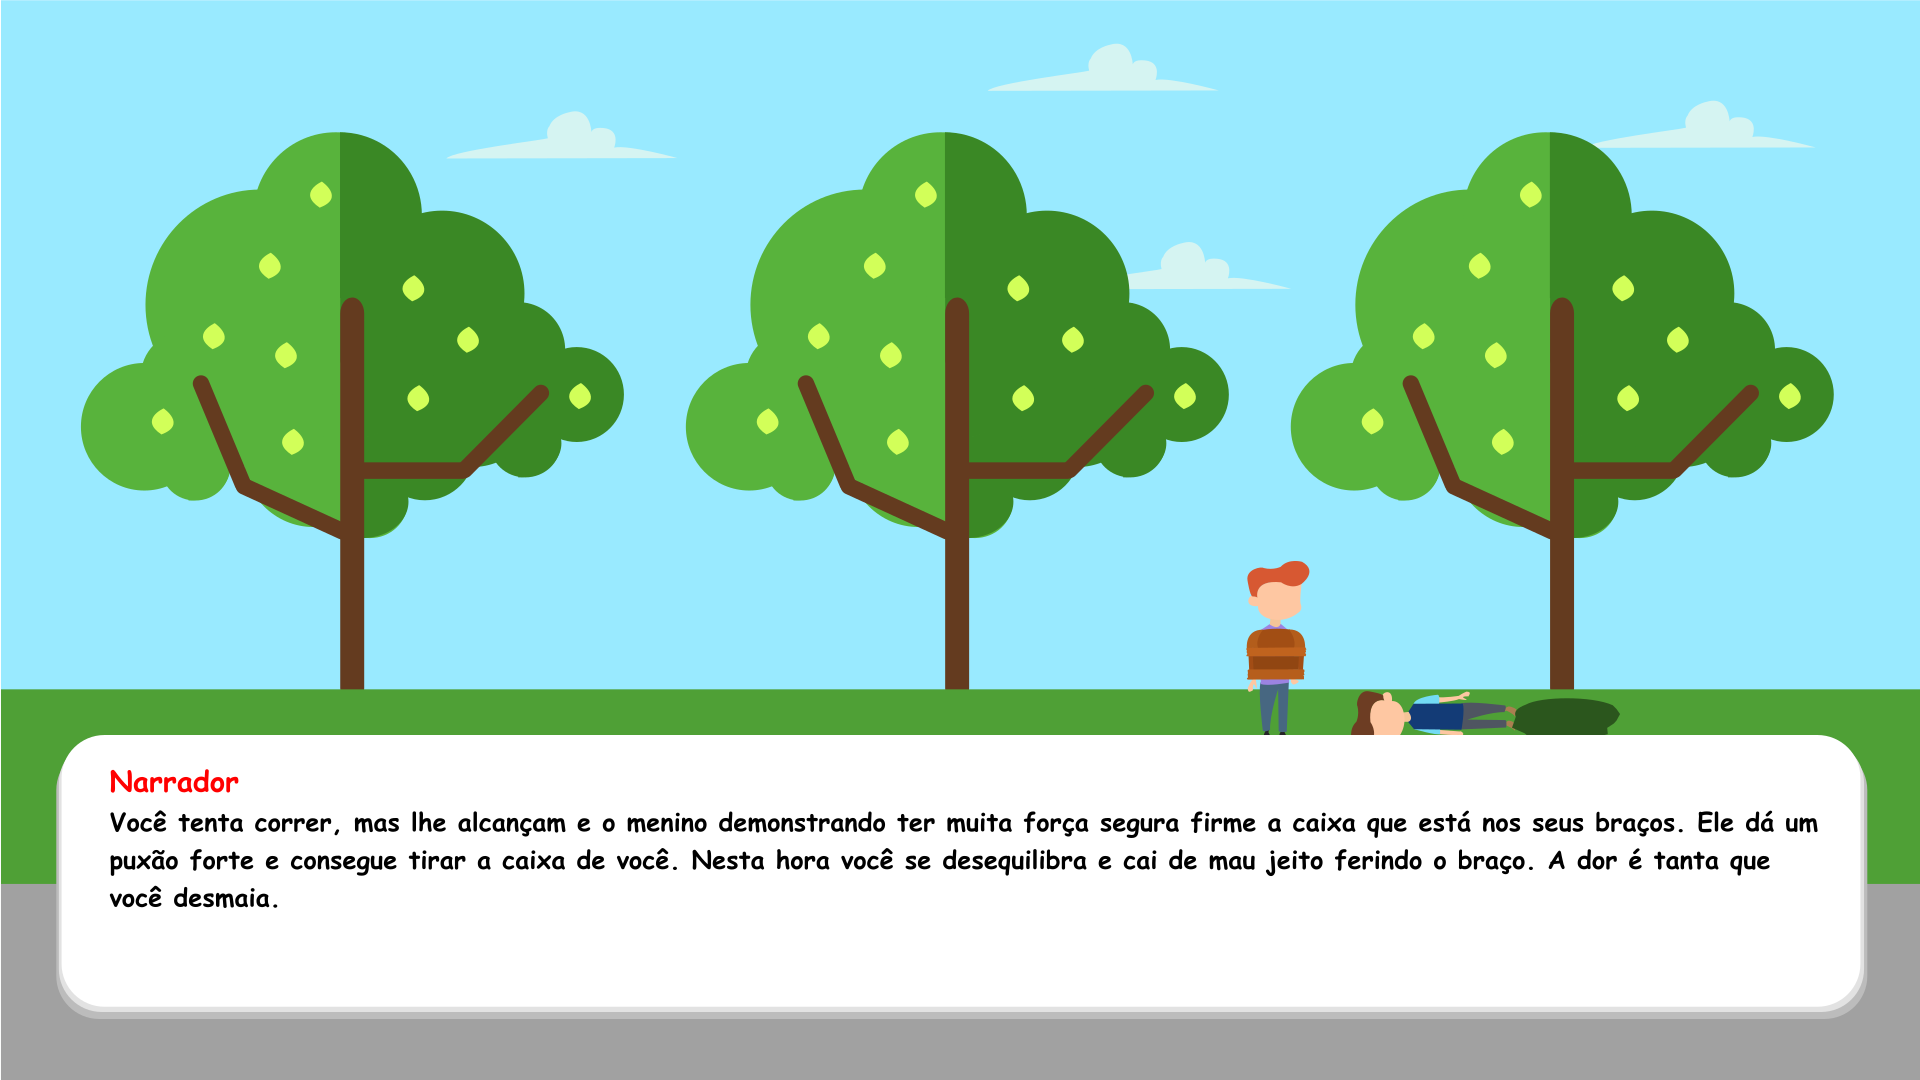 Narrador
Você tenta correr, mas lhe alcançam e o menino demonstrando ter muita força segura firme a caixa que está nos seus braços. Ele dá um
puxão forte e consegue tirar a caixa de você. Nesta hora você se desequilibra e cai de mau jeito ferindo o braço. A dor é tanta que
você desmaia.